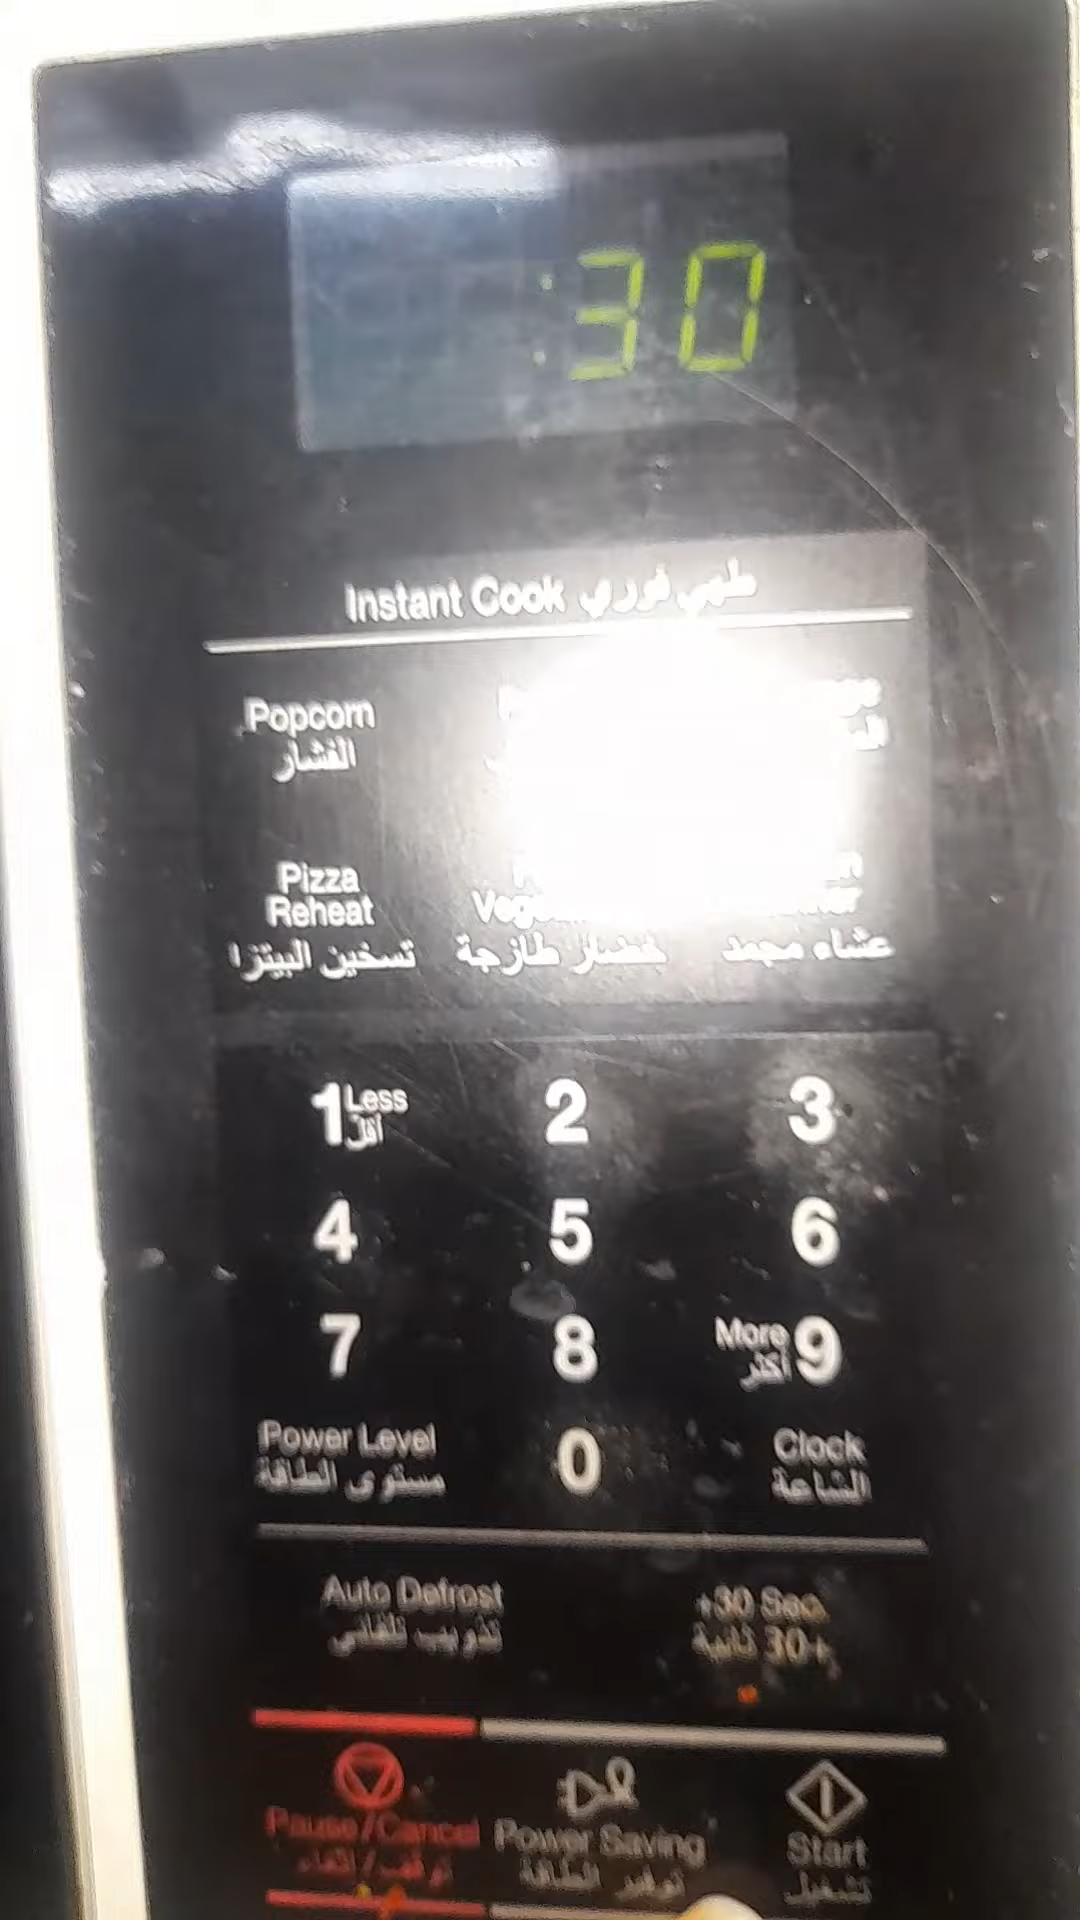 :30
Instant Cook طهي فوري
Popcorn
الفشار
Pizza
Reheat
تسخين البيتزا
خضار طازجة
عشاء مجمد
1 Less أقل
2
3
4
5
6
7
8
More أكثر 9
Power Level
مستوى الطاقة
0
Clock
الساعة
Auto Defrost
تذويب تلقائي
+30 Sec.
+30 ثانية
Pause/Cancel
توقف/إلغاء
Power Saving
توفير الطاقة
Start
تشغيل